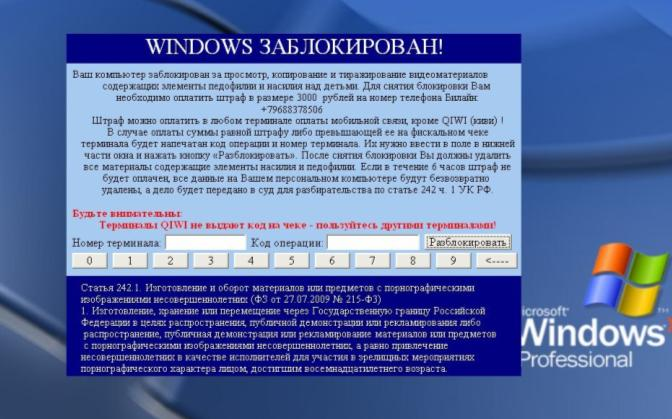 WINDOWS ЗАБЛОКИРОВАН!
Ваш компьютер заблокирован за просмотр, копирование и тиражирование видеоматериалов
содержащих элементы педофилии и насилия над детьми. Для снятия блокировки Вам
необходимо оплатить штраф в размере 3000 рублей на номер телефона Билайн:
+79688378506
Штраф можно оплатить в любом терминале оплаты мобильной связи, кроме QIWI (киви) !
В случае оплаты суммы равной штрафу либо превышающей ее на фискальном чеке
терминала будет напечатан код операции и номер терминала. Их нужно ввести в поле в нижней
части окна и нажать кнопку «Разблокировать». После снятия блокировки Вы должны удалить
все материалы содержащие элементы насилия и педофилии. Если в течение 6 часов штраф не
будет оплачен, все данные на Вашем персональном компьютере будут безвозвратно
удалены, а дело будет передано в суд для разбирательства по статье 242 ч. 1 УК РФ.
Будьте внимательны:
Терминалы QIWI не выдают код на чеке - пользуйтесь другими терминалами!
Номер терминала: Код операции: Разблокировать
0 1 2 3 4 5 6 7 8 9 <----
Статья 242.1. Изготовление и оборот материалов или предметов с порнографическими
изображениями несовершеннолетних (ФЗ от 27.07.2009 № 215-ФЗ)
1. Изготовление, хранение или перемещение через Государственную границу Российской
Федерации в целях распространения, публичной демонстрации или рекламирования либо
распространение, публичная демонстрация или рекламирование материалов или предметов
с порнографическими изображениями несовершеннолетних, а равно привлечение
несовершеннолетних в качестве исполнителей для участия в зрелищных мероприятиях
порнографического характера лицом, достигшим восемнадцатилетнего возраста.
icrosoft
Windows
Professional